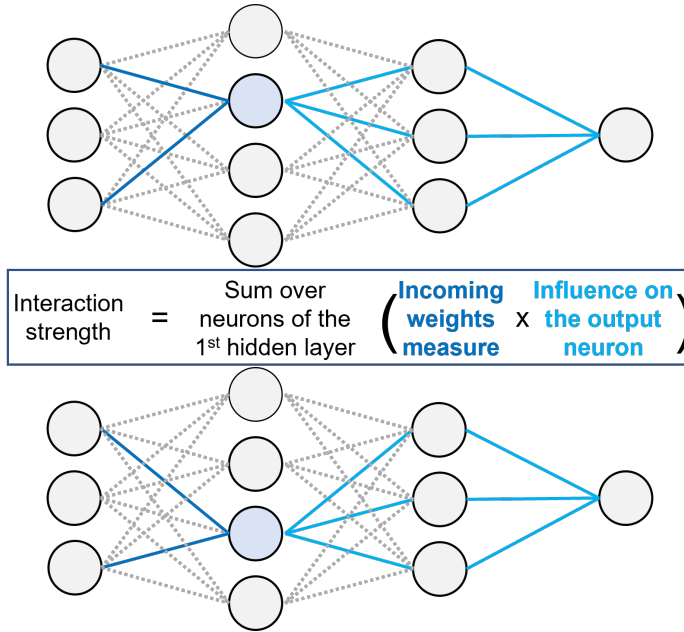 Interaction strength = Sum over neurons of the 1st hidden layer (Incoming weights measure x Influence on the output neuron)